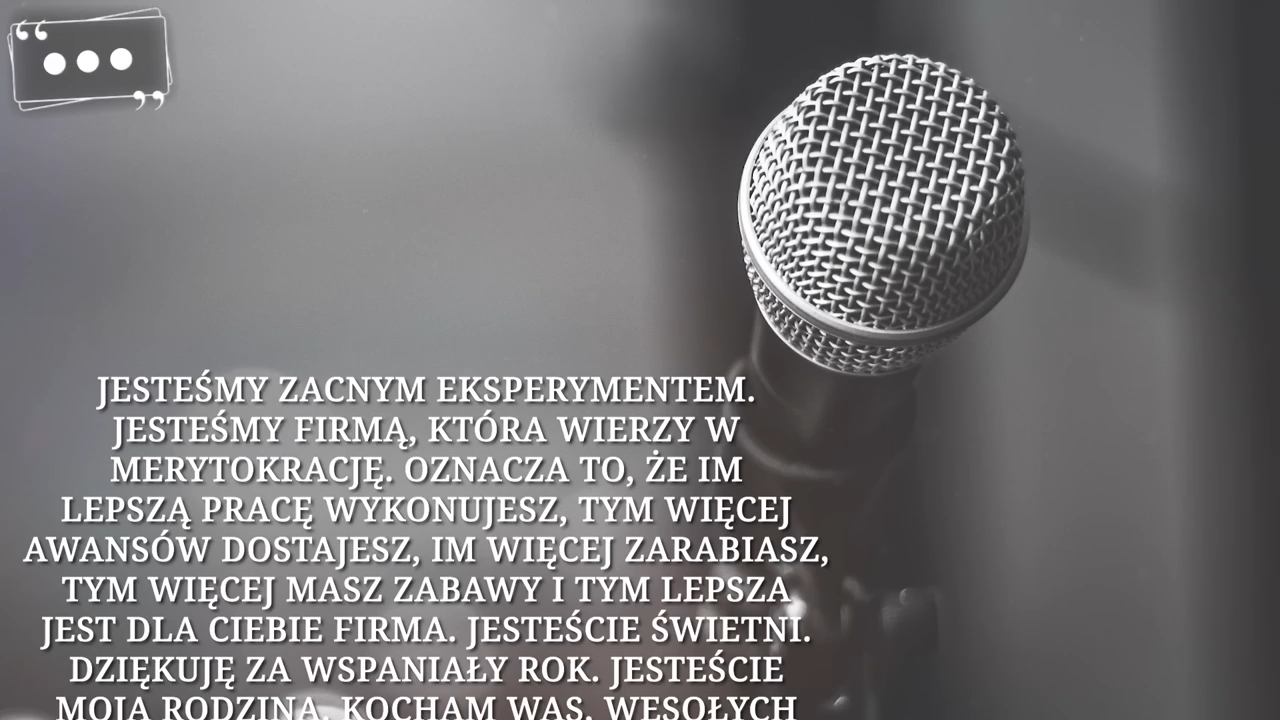 JESTEŚMY ZACNYM EKSPERYMENTEM.
JESTEŚMY FIRMĄ, KTÓRA WIERZY W
MERYTOKRACJĘ. OZNACZA TO, ŻE IM
LEPSZĄ PRACĘ WYKONUJESZ, TYM WIĘCEJ
AWANSÓW DOSTAJESZ, IM WIĘCEJ ZARABIASZ,
TYM WIĘCEJ MASZ ZABAWY I TYM LEPSZA
JEST DLA CIEBIE FIRMA. JESTEŚCIE ŚWIETNI.
DZIĘKUJĘ ZA WSPANIAŁY ROK. JESTEŚCIE
MOJĄ RODZINĄ. KOCHAM WAS. WESOŁYCH